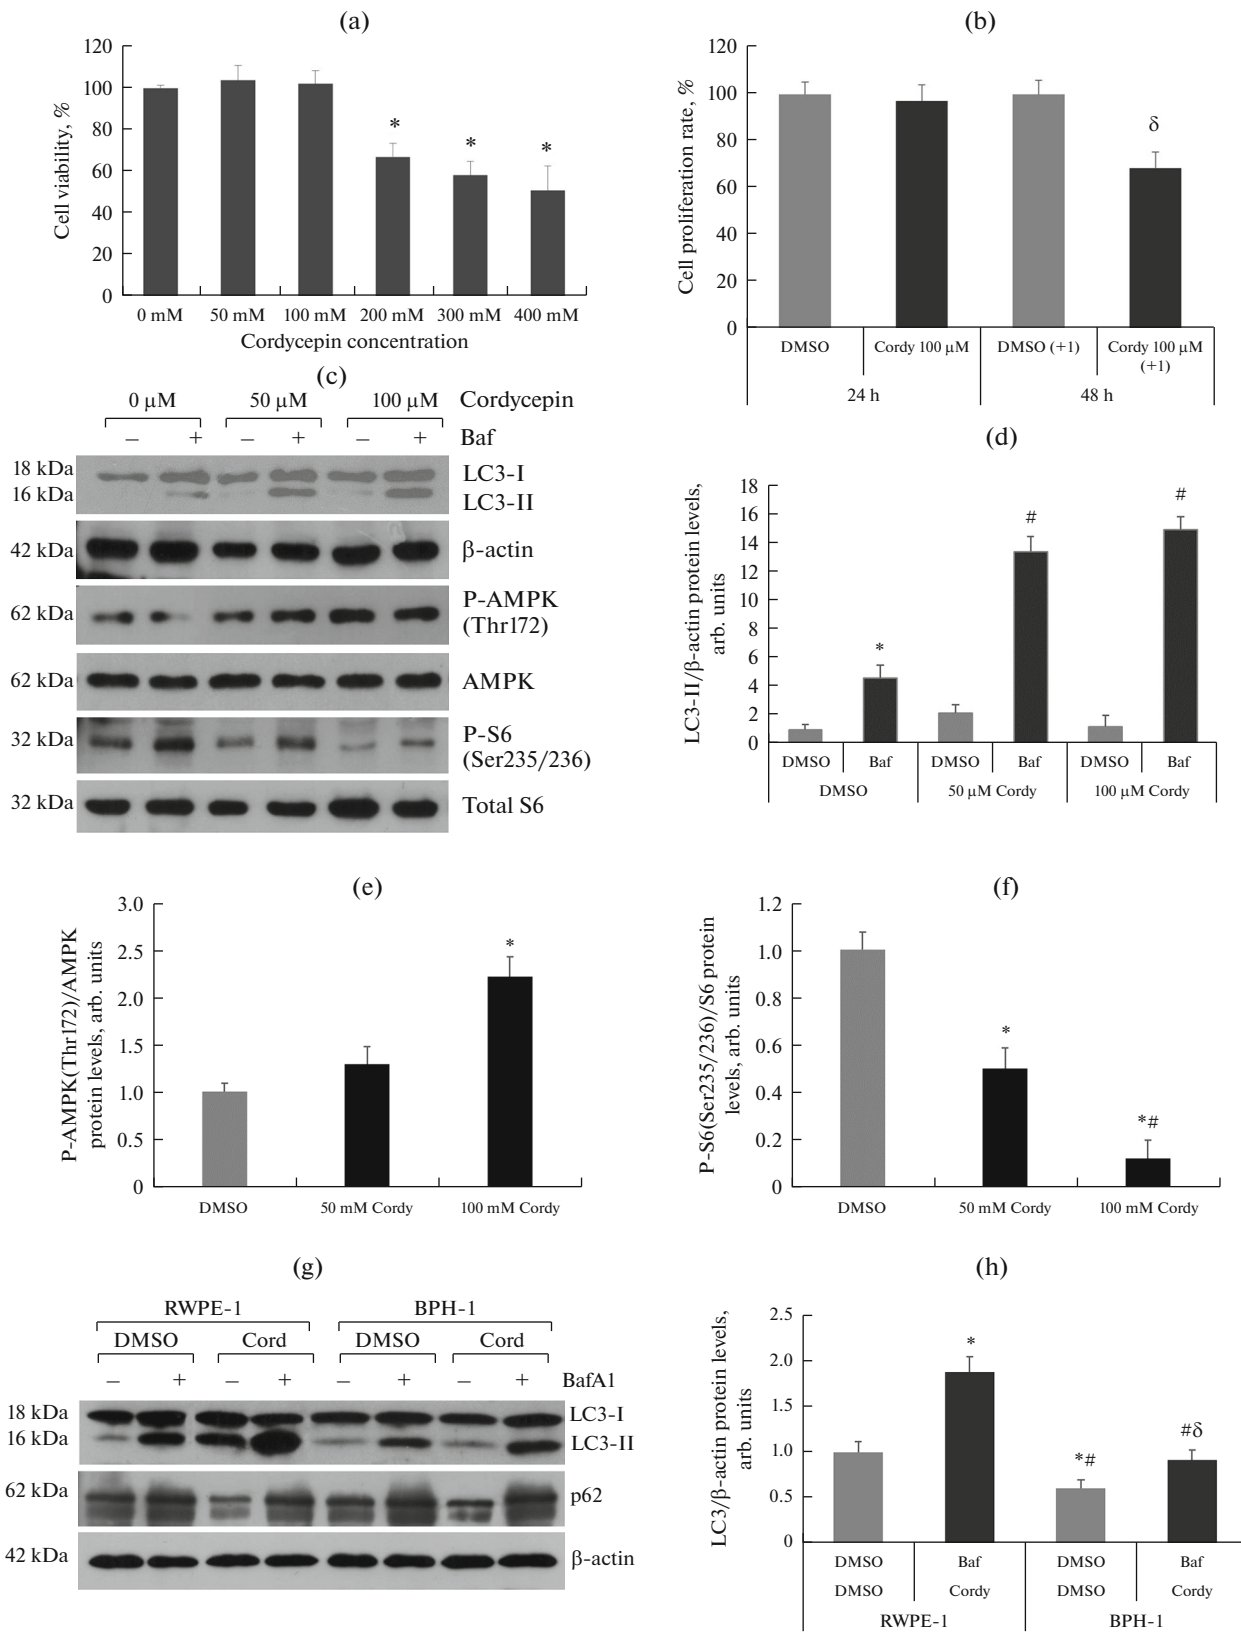 (a)
Cell viability, %
120
100
80
60
40
20
0
* * *
0 mM 50 mM 100 mM 200 mM 300 mM 400 mM
Cordycepin concentration
(b)
Cell proliferation rate, %
120
100
80
60
40
20
0
δ
DMSO Cordy 100 μM DMSO (+1) Cordy 100 μM
(+1)
24 h 48 h
(c)
0 μM 50 μM 100 μM Cordycepin
– + – + – + Baf
18 kDa LC3-I
16 kDa LC3-II
42 kDa β-actin
62 kDa P-AMPK
(Thr172)
62 kDa AMPK
32 kDa P-S6
(Ser235/236)
32 kDa Total S6
(d)
LC3-II/β-actin protein levels,
arb. units
18
16
14
12
10
8
6
4
2
0
* # #
DMSO Baf DMSO Baf DMSO Baf
DMSO 50 μM Cordy 100 μM Cordy
(e)
P-AMPK(Thr172)/AMPK
protein levels, arb. units
3.0
2.5
2.0
1.5
1.0
0.5
0
*
DMSO 50 mM Cordy 100 mM Cordy
(f)
P-S6(Ser235/236)/S6 protein
levels, arb. units
1.2
1.0
0.8
0.6
0.4
0.2
0
* *#
DMSO 50 mM Cordy 100 mM Cordy
(g)
RWPE-1 BPH-1
DMSO Cord DMSO Cord
– + – + – + – + BafA1
18 kDa LC3-I
16 kDa LC3-II
62 kDa p62
42 kDa β-actin
(h)
LC3/β-actin protein levels,
arb. units
2.5
2.0
1.5
1.0
0.5
0
* *# #δ
DMSO Baf DMSO Baf
DMSO Cordy DMSO Cordy
RWPE-1 BPH-1